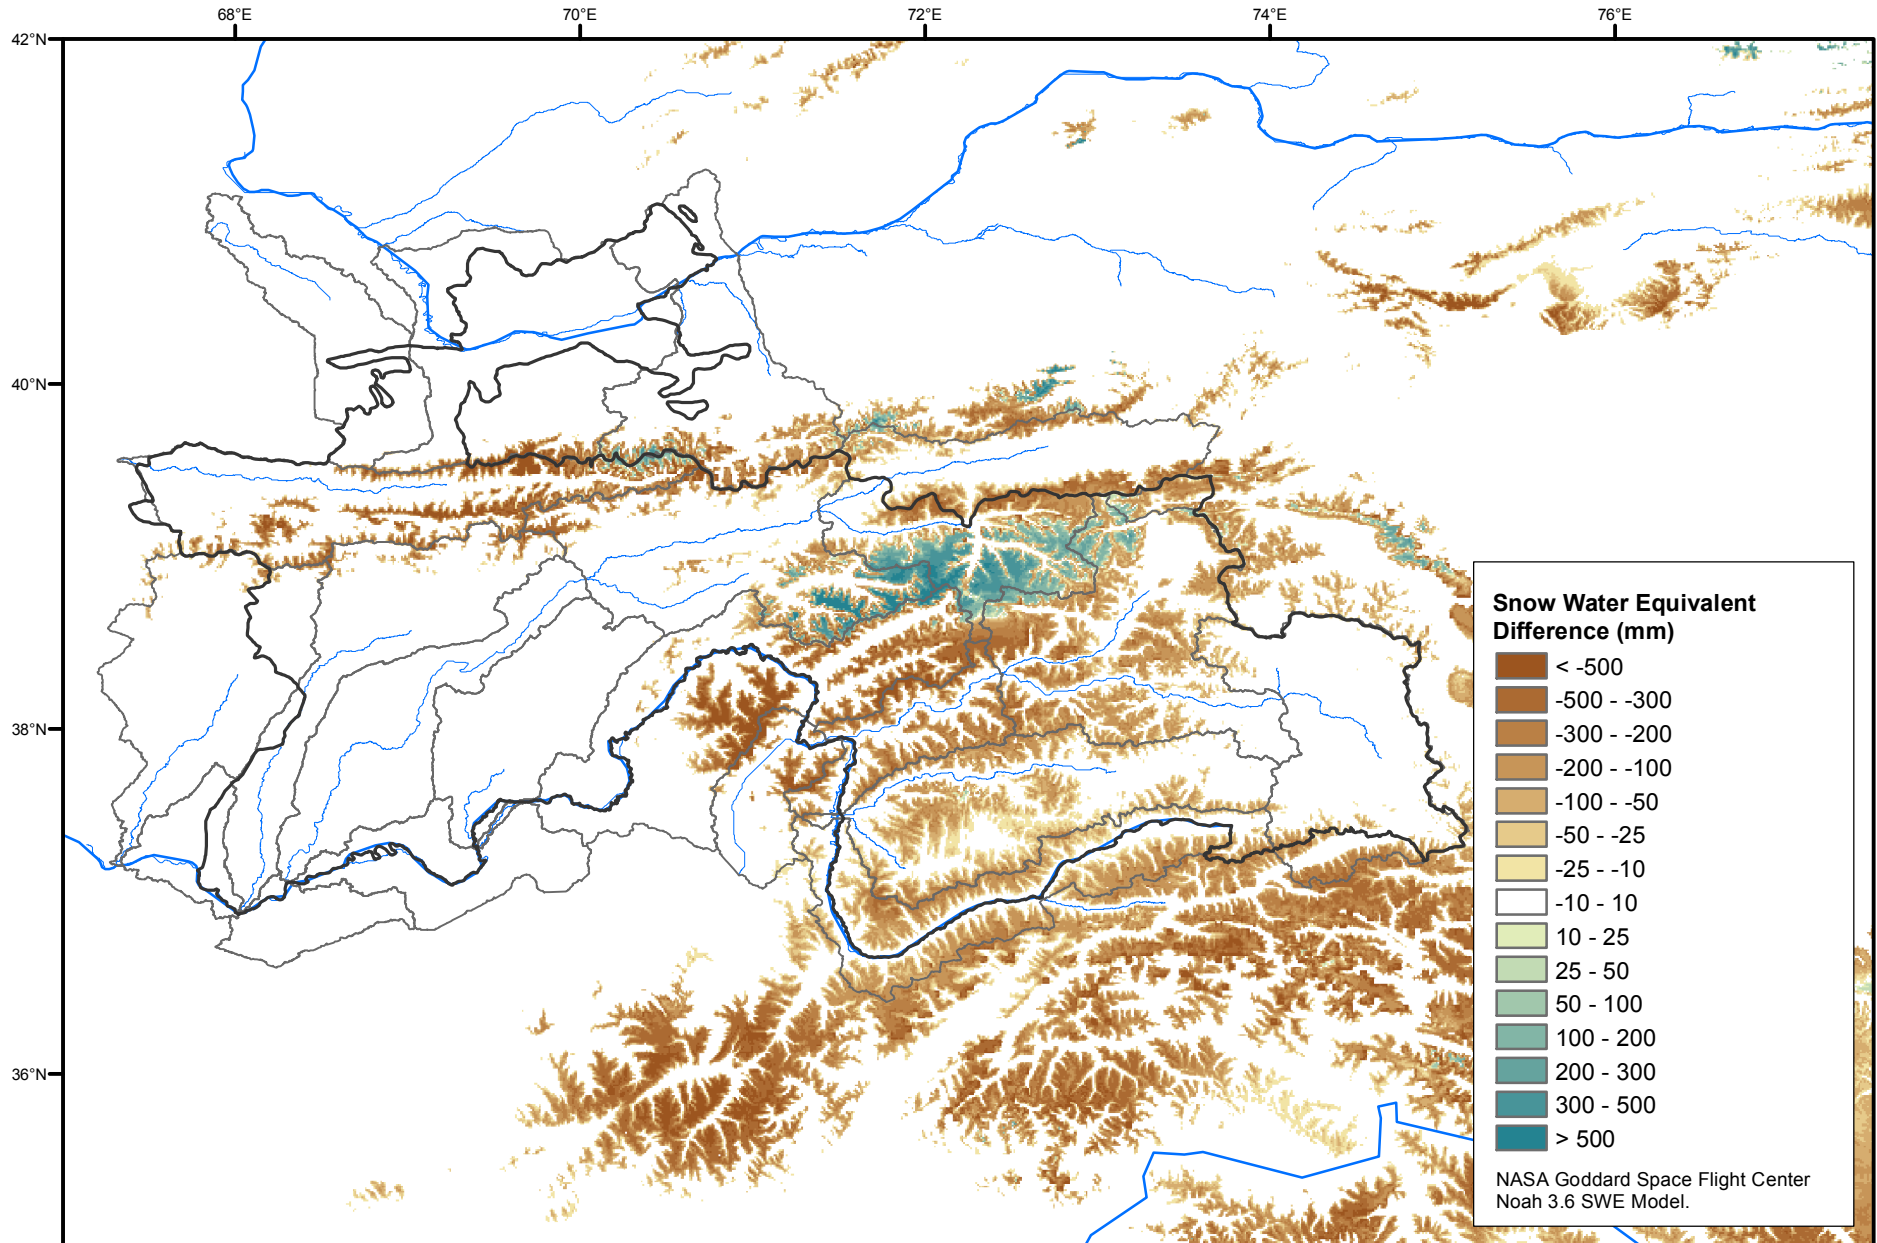 68°E
70°E
72°E
74°E
76°E
42°N
40°N
38°N
36°N
Snow Water Equivalent
Difference (mm)
< -500
-500 - -300
-300 - -200
-200 - -100
-100 - -50
-50 - -25
-25 - -10
-10 - 10
10 - 25
25 - 50
50 - 100
100 - 200
200 - 300
300 - 500
> 500
NASA Goddard Space Flight Center
Noah 3.6 SWE Model.